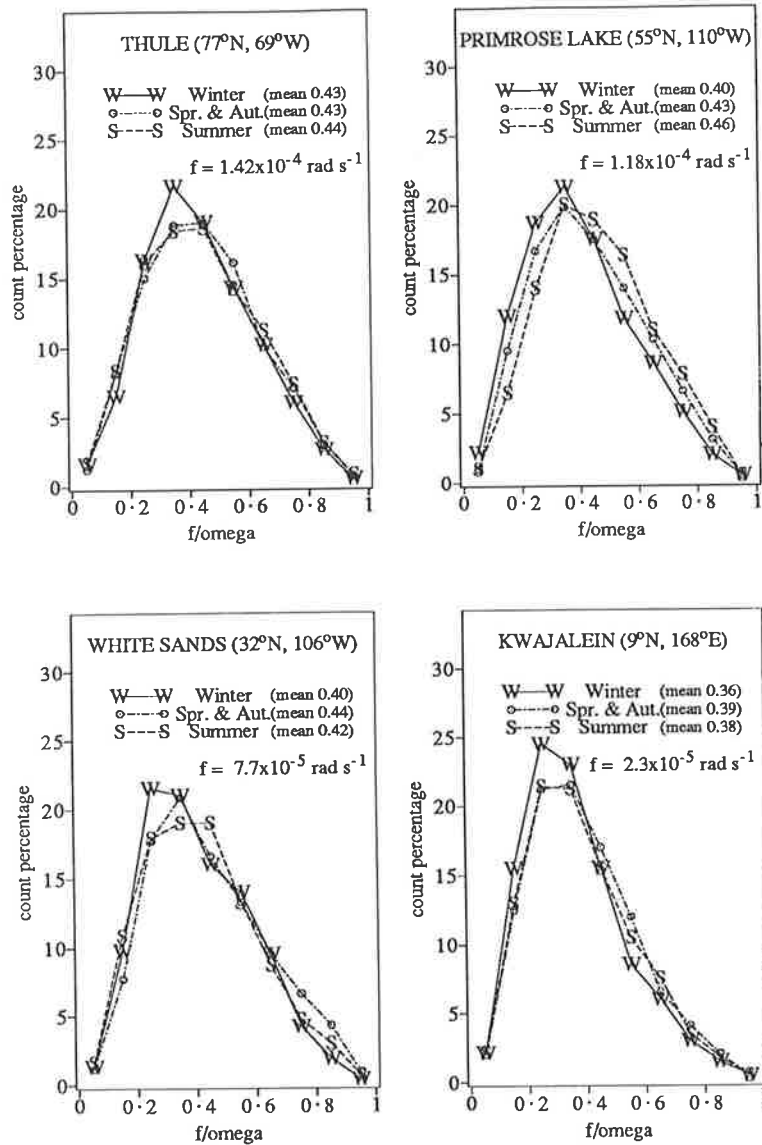 THULE (77°N, 69°W)
W—W Winter (mean 0.43)
Spr. & Aut.(mean 0.43)
S---S Summer (mean 0.44)
f = 1.42x10⁻⁴ rad s⁻¹
count percentage
30
25
20
15
10
5
0
0 0·2 0·4 0·6 0·8 1
f/omega
PRIMROSE LAKE (55°N, 110°W)
W—W Winter (mean 0.40)
Spr. & Aut.(mean 0.43)
S---S Summer (mean 0.46)
f = 1.18x10⁻⁴ rad s⁻¹
count percentage
30
25
20
15
10
5
0
0 0·2 0·4 0·6 0·8 1
f/omega
WHITE SANDS (32°N, 106°W)
W—W Winter (mean 0.40)
Spr. & Aut.(mean 0.44)
S---S Summer (mean 0.42)
f = 7.7x10⁻⁵ rad s⁻¹
count percentage
30
25
20
15
10
5
0
0 0·2 0·4 0·6 0·8 1
f/omega
KWAJALEIN (9°N, 168°E)
W—W Winter (mean 0.36)
Spr. & Aut.(mean 0.39)
S---S Summer (mean 0.38)
f = 2.3x10⁻⁵ rad s⁻¹
count percentage
30
25
20
15
10
5
0
0 0·2 0·4 0·6 0·8 1
f/omega